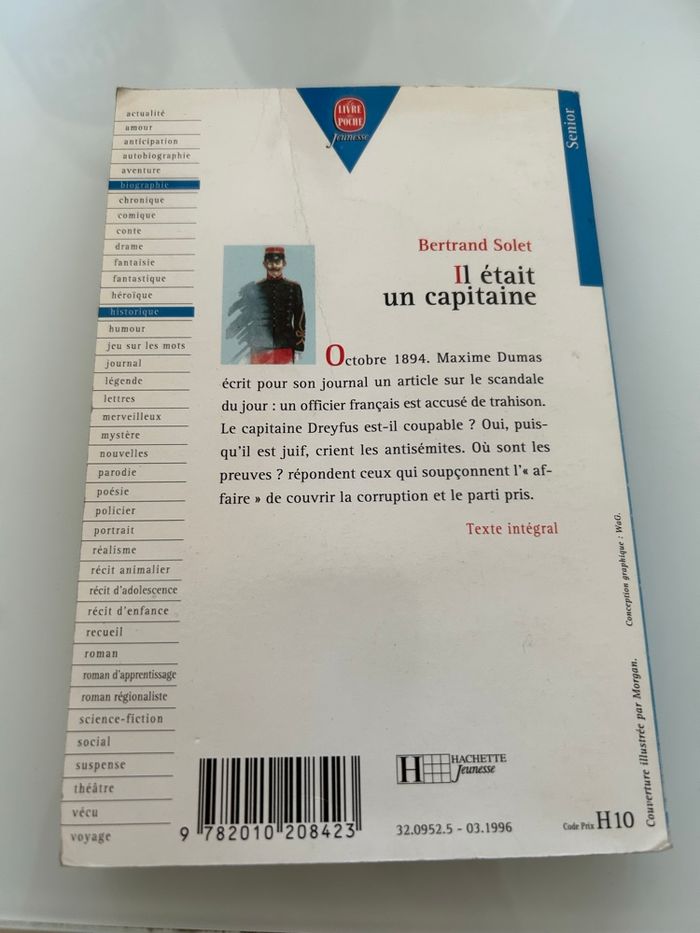 actualité
amour
anticipation
autobiographie
aventure
biographie
chronique
comique
conte
drame
fantaisie
fantastique
héroïque
historique
humour
jeu sur les mots
journal
légende
lettres
merveilleux
mystère
nouvelles
parodie
poésie
policier
portrait
réalisme
récit animalier
récit d'adolescence
récit d'enfance
recueil
roman
roman d'apprentissage
roman régionaliste
science-fiction
social
suspense
théâtre
vécu
voyage
LE
LIVRE
DE
POCHE
Jeunesse
Senior
Bertrand Solet
Il était
un capitaine
Octobre 1894. Maxime Dumas
écrit pour son journal un article sur le scandale
du jour : un officier français est accusé de trahison.
Le capitaine Dreyfus est-il coupable ? Oui, puis-
qu'il est juif, crient les antisémites. Où sont les
preuves ? répondent ceux qui soupçonnent l'« af-
faire » de couvrir la corruption et le parti pris.
Texte intégral
Conception graphique : WaG.
Couverture illustrée par Morgan.
9 782010 208423
H HACHETTE
Jeunesse
32.0952.5 - 03.1996
Code Prix H10